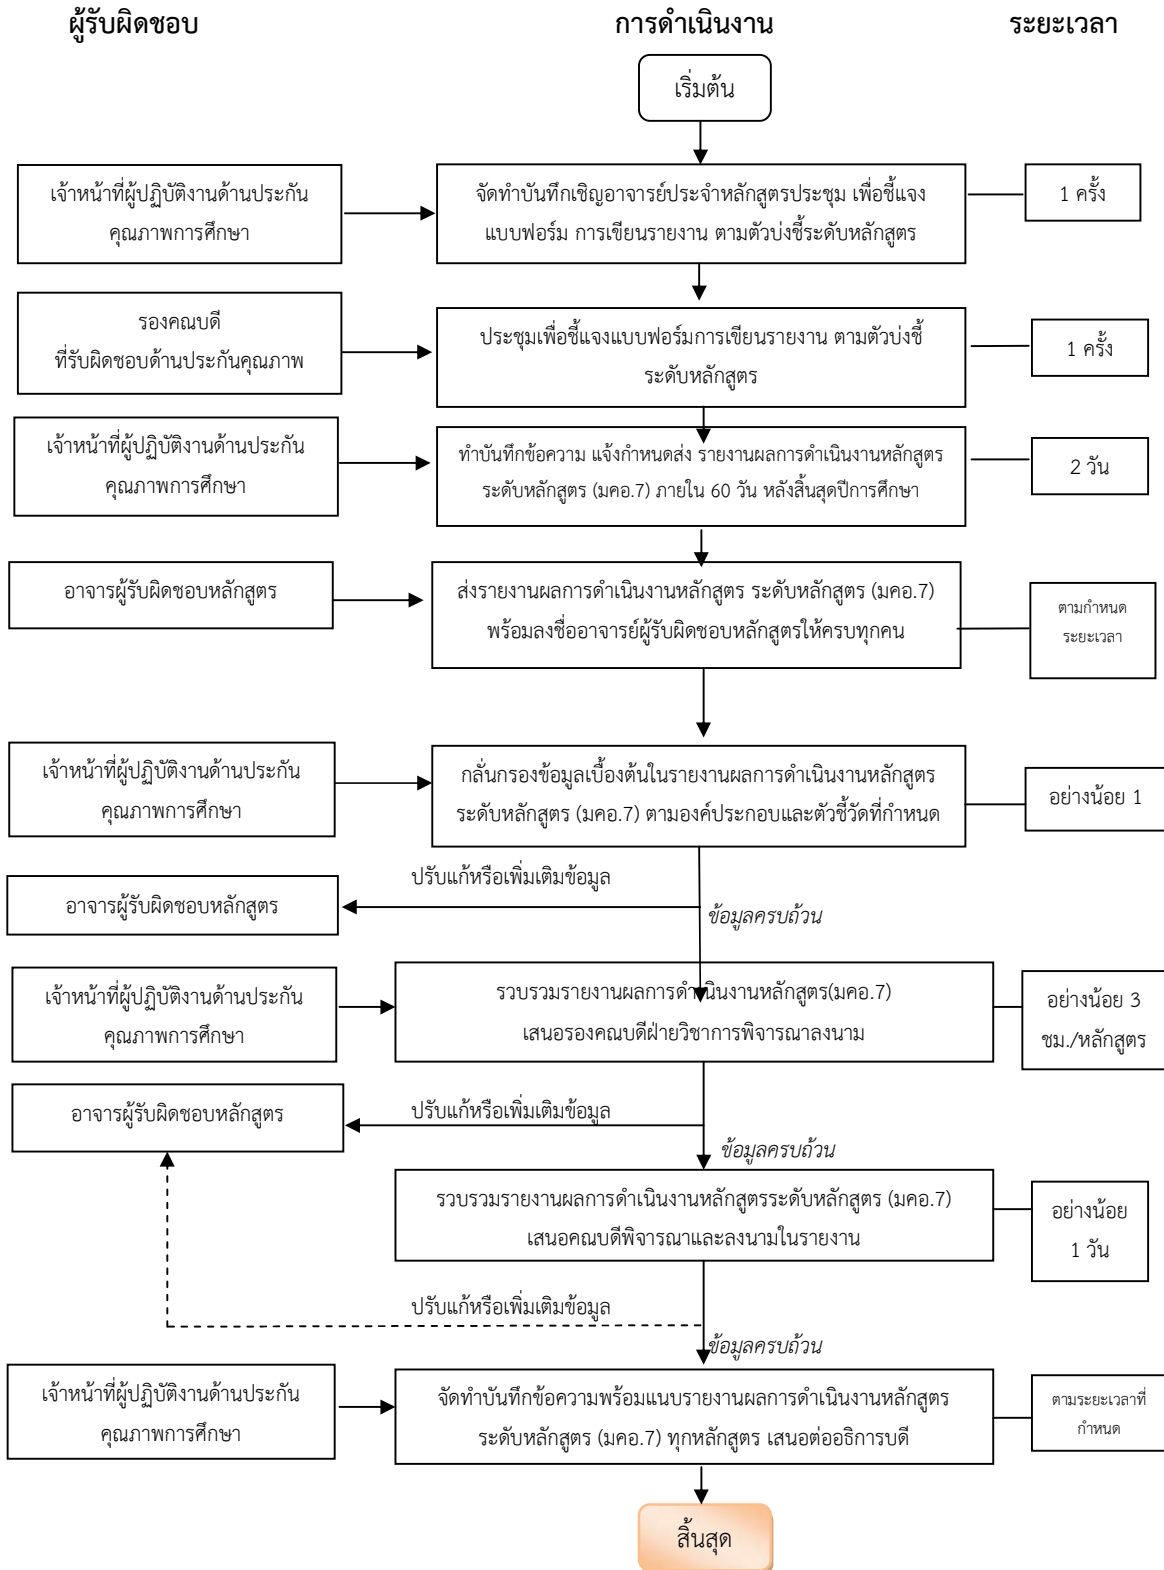 ผู้รับผิดชอบ
การดำเนินงาน
ระยะเวลา
เริ่มต้น
เจ้าหน้าที่ผู้ปฏิบัติงานด้านประกัน
คุณภาพการศึกษา
จัดทำบันทึกเชิญอาจารย์ประจำหลักสูตรประชุม เพื่อชี้แจง
แบบฟอร์ม การเขียนรายงาน ตามตัวบ่งชี้ระดับหลักสูตร
1 ครั้ง
รองคณบดี
ที่รับผิดชอบด้านประกันคุณภาพ
ประชุมเพื่อชี้แจงแบบฟอร์มการเขียนรายงาน ตามตัวบ่งชี้
ระดับหลักสูตร
1 ครั้ง
เจ้าหน้าที่ผู้ปฏิบัติงานด้านประกัน
คุณภาพการศึกษา
ทำบันทึกข้อความ แจ้งกำหนดส่ง รายงานผลการดำเนินงานหลักสูตร
ระดับหลักสูตร (มคอ.7) ภายใน 60 วัน หลังสิ้นสุดปีการศึกษา
2 วัน
อาจารผู้รับผิดชอบหลักสูตร
ส่งรายงานผลการดำเนินงานหลักสูตร ระดับหลักสูตร (มคอ.7)
พร้อมลงชื่ออาจารย์ผู้รับผิดชอบหลักสูตรให้ครบทุกคน
ตามกำหนด
ระยะเวลา
เจ้าหน้าที่ผู้ปฏิบัติงานด้านประกัน
คุณภาพการศึกษา
กลั่นกรองข้อมูลเบื้องต้นในรายงานผลการดำเนินงานหลักสูตร
ระดับหลักสูตร (มคอ.7) ตามองค์ประกอบและตัวชี้วัดที่กำหนด
อย่างน้อย 1
ปรับแก้หรือเพิ่มเติมข้อมูล
อาจารผู้รับผิดชอบหลักสูตร
ข้อมูลครบถ้วน
เจ้าหน้าที่ผู้ปฏิบัติงานด้านประกัน
คุณภาพการศึกษา
รวบรวมรายงานผลการดำเนินงานหลักสูตร(มคอ.7)
เสนอรองคณบดีฝ่ายวิชาการพิจารณาลงนาม
อย่างน้อย 3
ชม./หลักสูตร
อาจารผู้รับผิดชอบหลักสูตร
ปรับแก้หรือเพิ่มเติมข้อมูล
ข้อมูลครบถ้วน
รวบรวมรายงานผลการดำเนินงานหลักสูตรระดับหลักสูตร (มคอ.7)
เสนอคณบดีพิจารณาและลงนามในรายงาน
อย่างน้อย
1 วัน
ปรับแก้หรือเพิ่มเติมข้อมูล
ข้อมูลครบถ้วน
เจ้าหน้าที่ผู้ปฏิบัติงานด้านประกัน
คุณภาพการศึกษา
จัดทำบันทึกข้อความพร้อมแนบรายงานผลการดำเนินงานหลักสูตร
ระดับหลักสูตร (มคอ.7) ทุกหลักสูตร เสนอต่ออธิการบดี
ตามระยะเวลาที่
กำหนด
สิ้นสุด